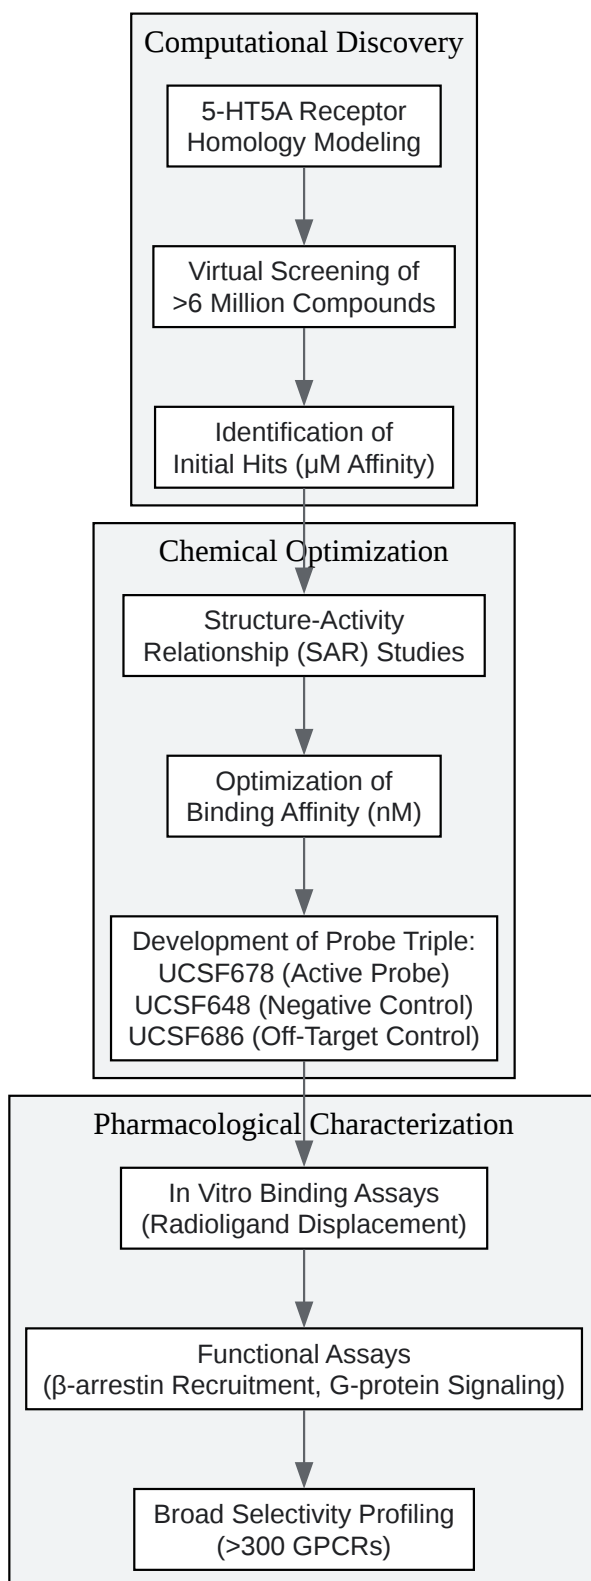 Computational Discovery
5-HT5A Receptor
Homology Modeling
Virtual Screening of
>6 Million Compounds
Identification of
Initial Hits (μM Affinity)
Chemical Optimization
Structure-Activity
Relationship (SAR) Studies
Optimization of
Binding Affinity (nM)
Development of Probe Triple:
UCSF678 (Active Probe)
UCSF648 (Negative Control)
UCSF686 (Off-Target Control)
Pharmacological Characterization
In Vitro Binding Assays
(Radioligand Displacement)
Functional Assays
(β-arrestin Recruitment, G-protein Signaling)
Broad Selectivity Profiling
(>300 GPCRs)